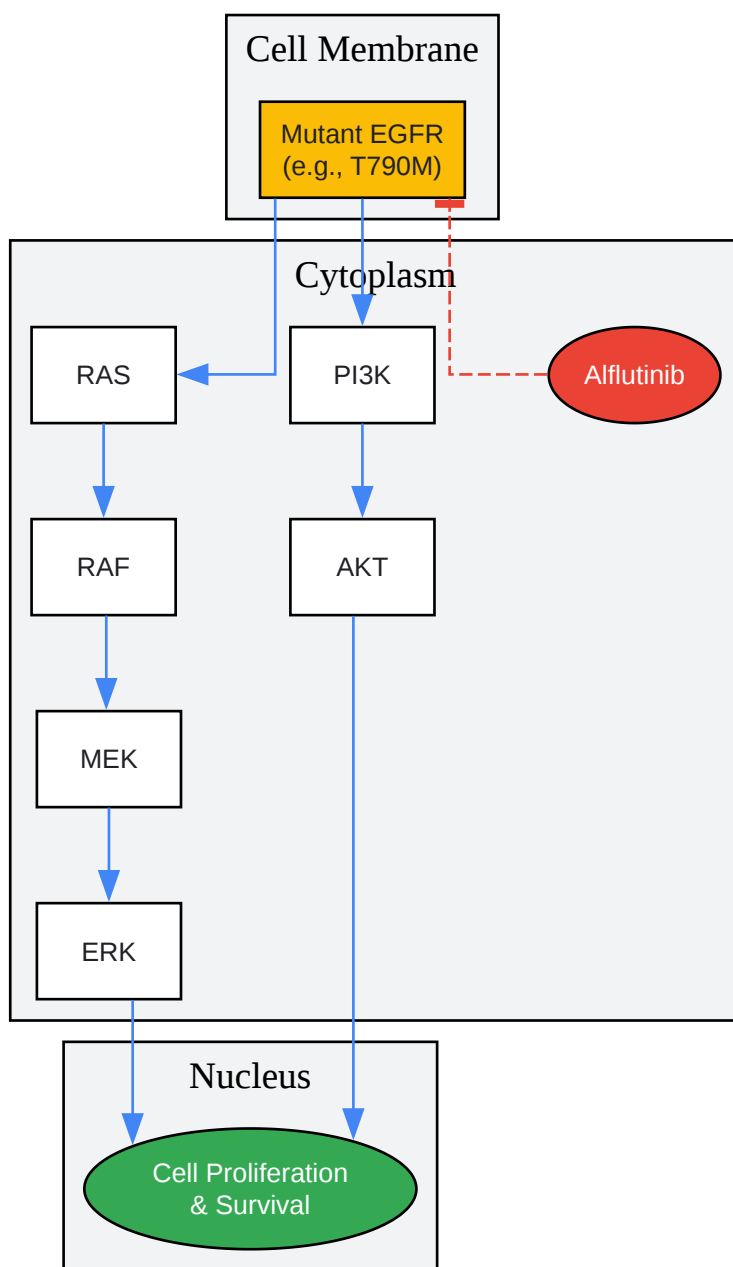 Cell Membrane
Mutant EGFR
(e.g., T790M)
Cytoplasm
RAS
PI3K
Alflutinib
RAF
AKT
MEK
ERK
Nucleus
Cell Proliferation
& Survival